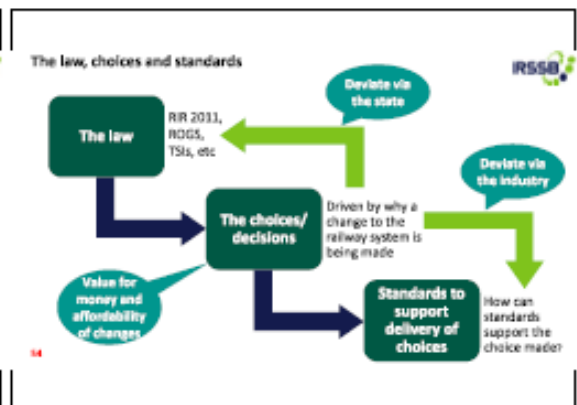 The law, choices and standards
RSSB
Deviate via
the state
The law
RIR 2011,
ROGS,
TSIs, etc
Deviate via
the industry
The choices/
decisions
Driven by why a
change to the
railway system is
being made
Value for
money and
affordability
of changes
Standards to
support
delivery of
choices
How can
standards
support the
choice made?
54